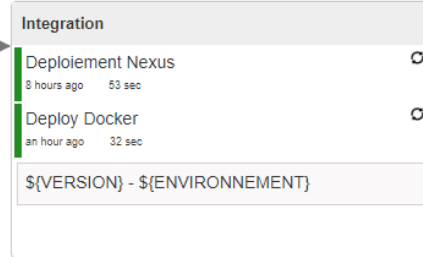 Integration
Deploiement Nexus
8 hours ago 53 sec
Deploy Docker
an hour ago 32 sec
${VERSION} - ${ENVIRONNEMENT}